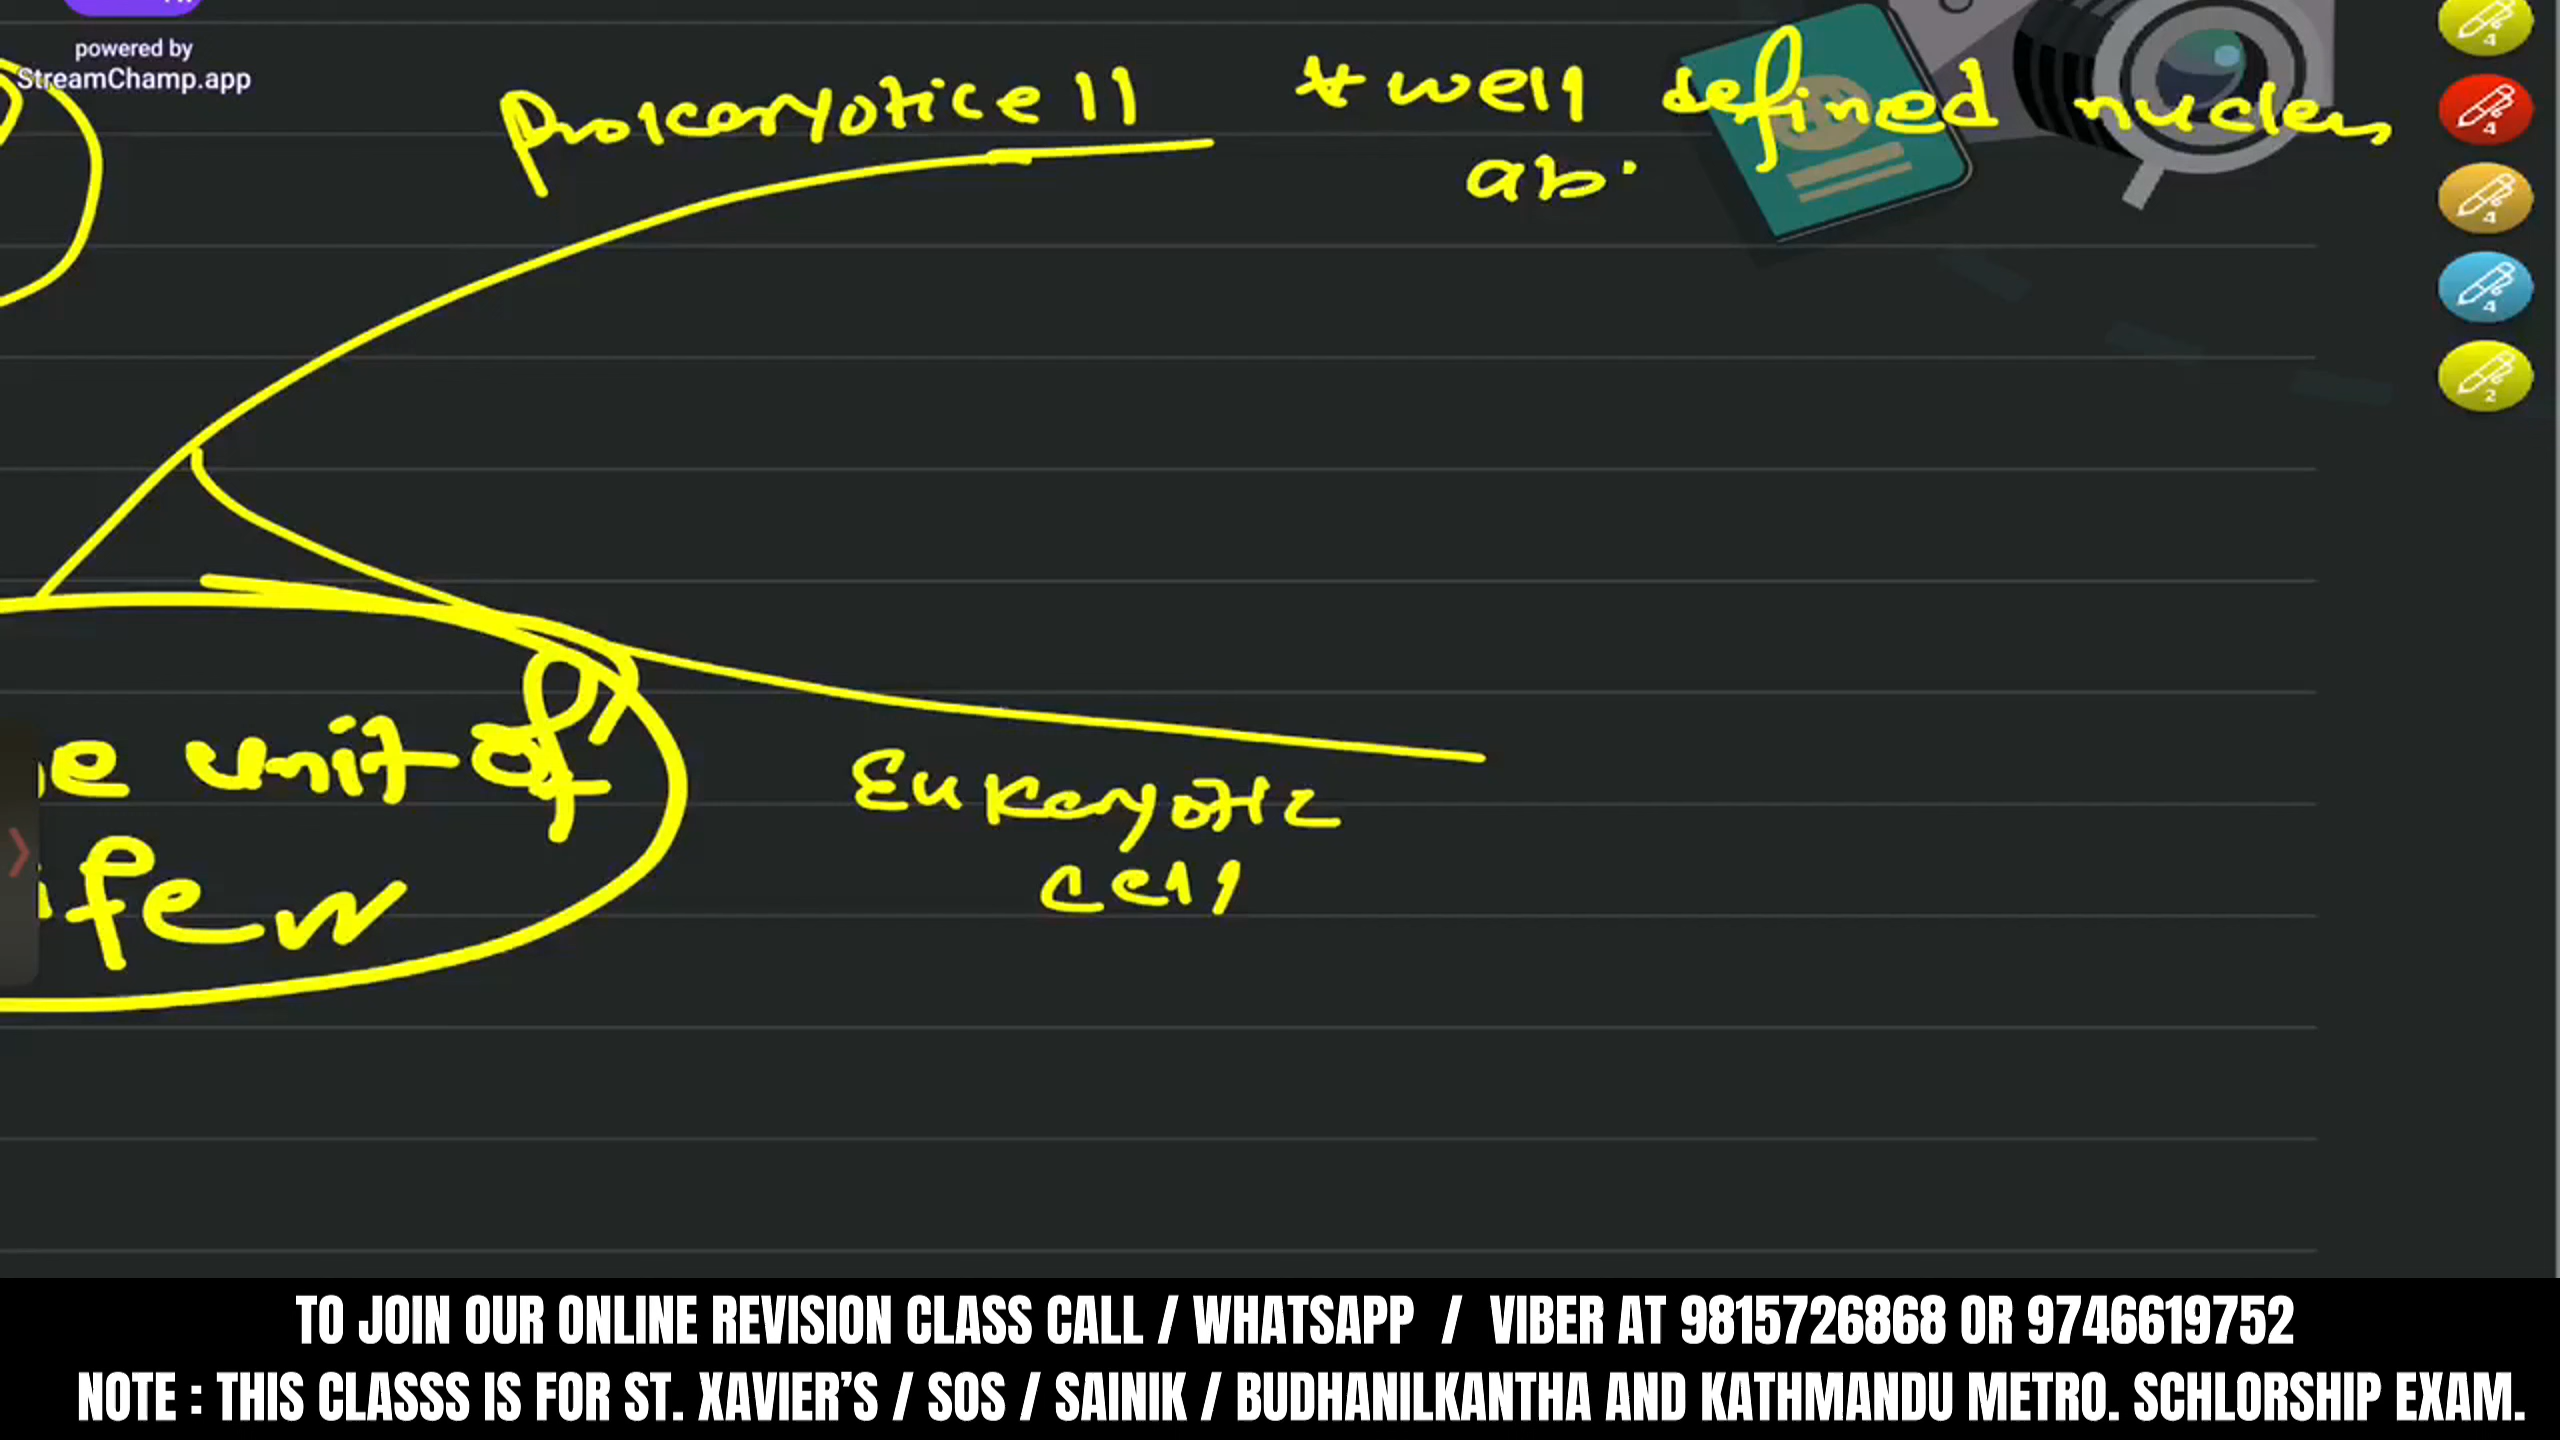 powered by
StreamChamp.app
Prokaryotic cell * well defined nucleus
ab.
unit of
Eukaryotic
cell
TO JOIN OUR ONLINE REVISION CLASS CALL / WHATSAPP / VIBER AT 9815726868 OR 9746619752
NOTE : THIS CLASSS IS FOR ST. XAVIER'S / SOS / SAINIK / BUDHANILKANTHA AND KATHMANDU METRO. SCHLORSHIP EXAM.